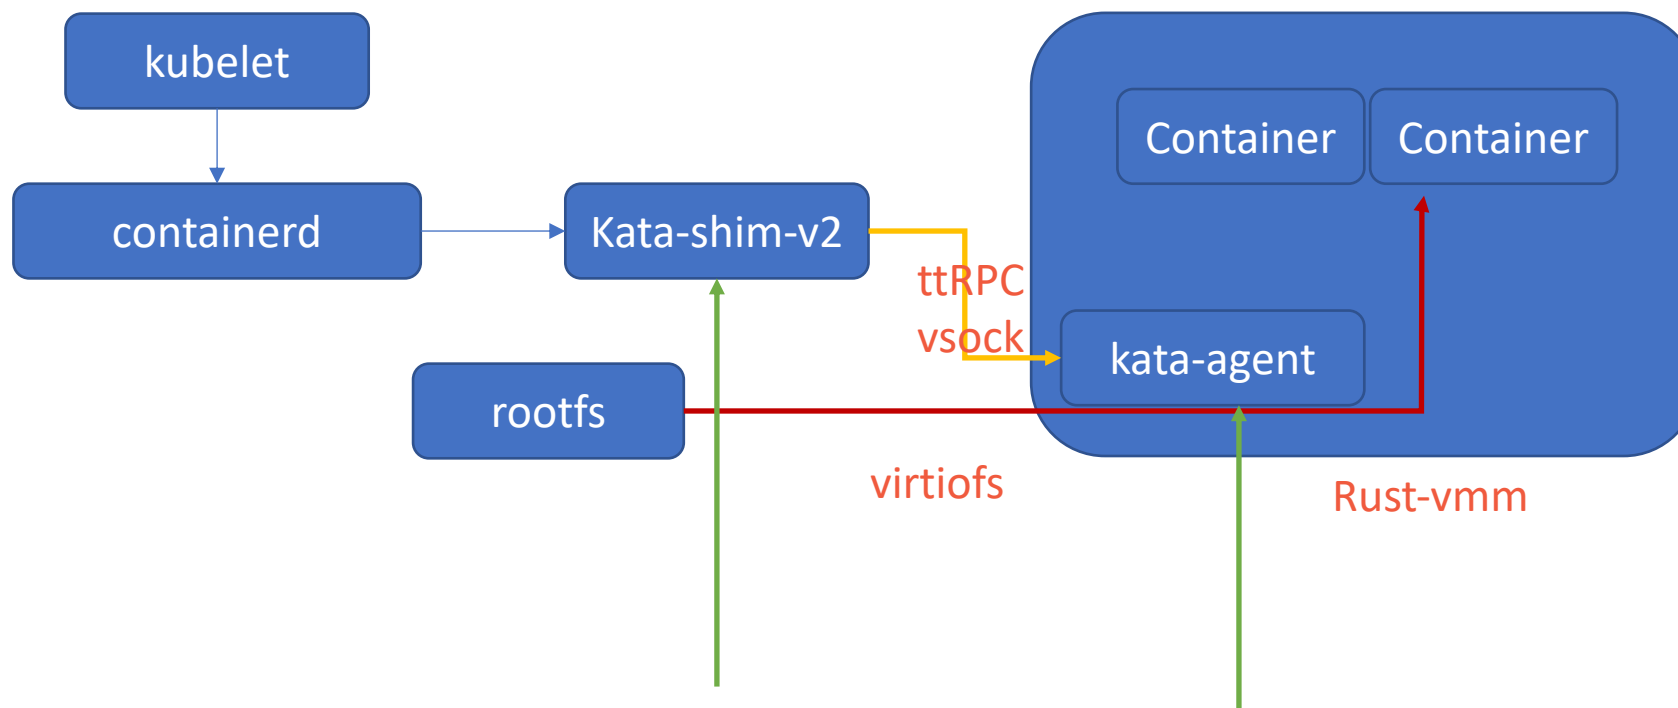 kubelet
Container
Container
containerd
Kata-shim-v2
ttRPC
vsock
kata-agent
rootfs
virtiofs
Rust-vmm